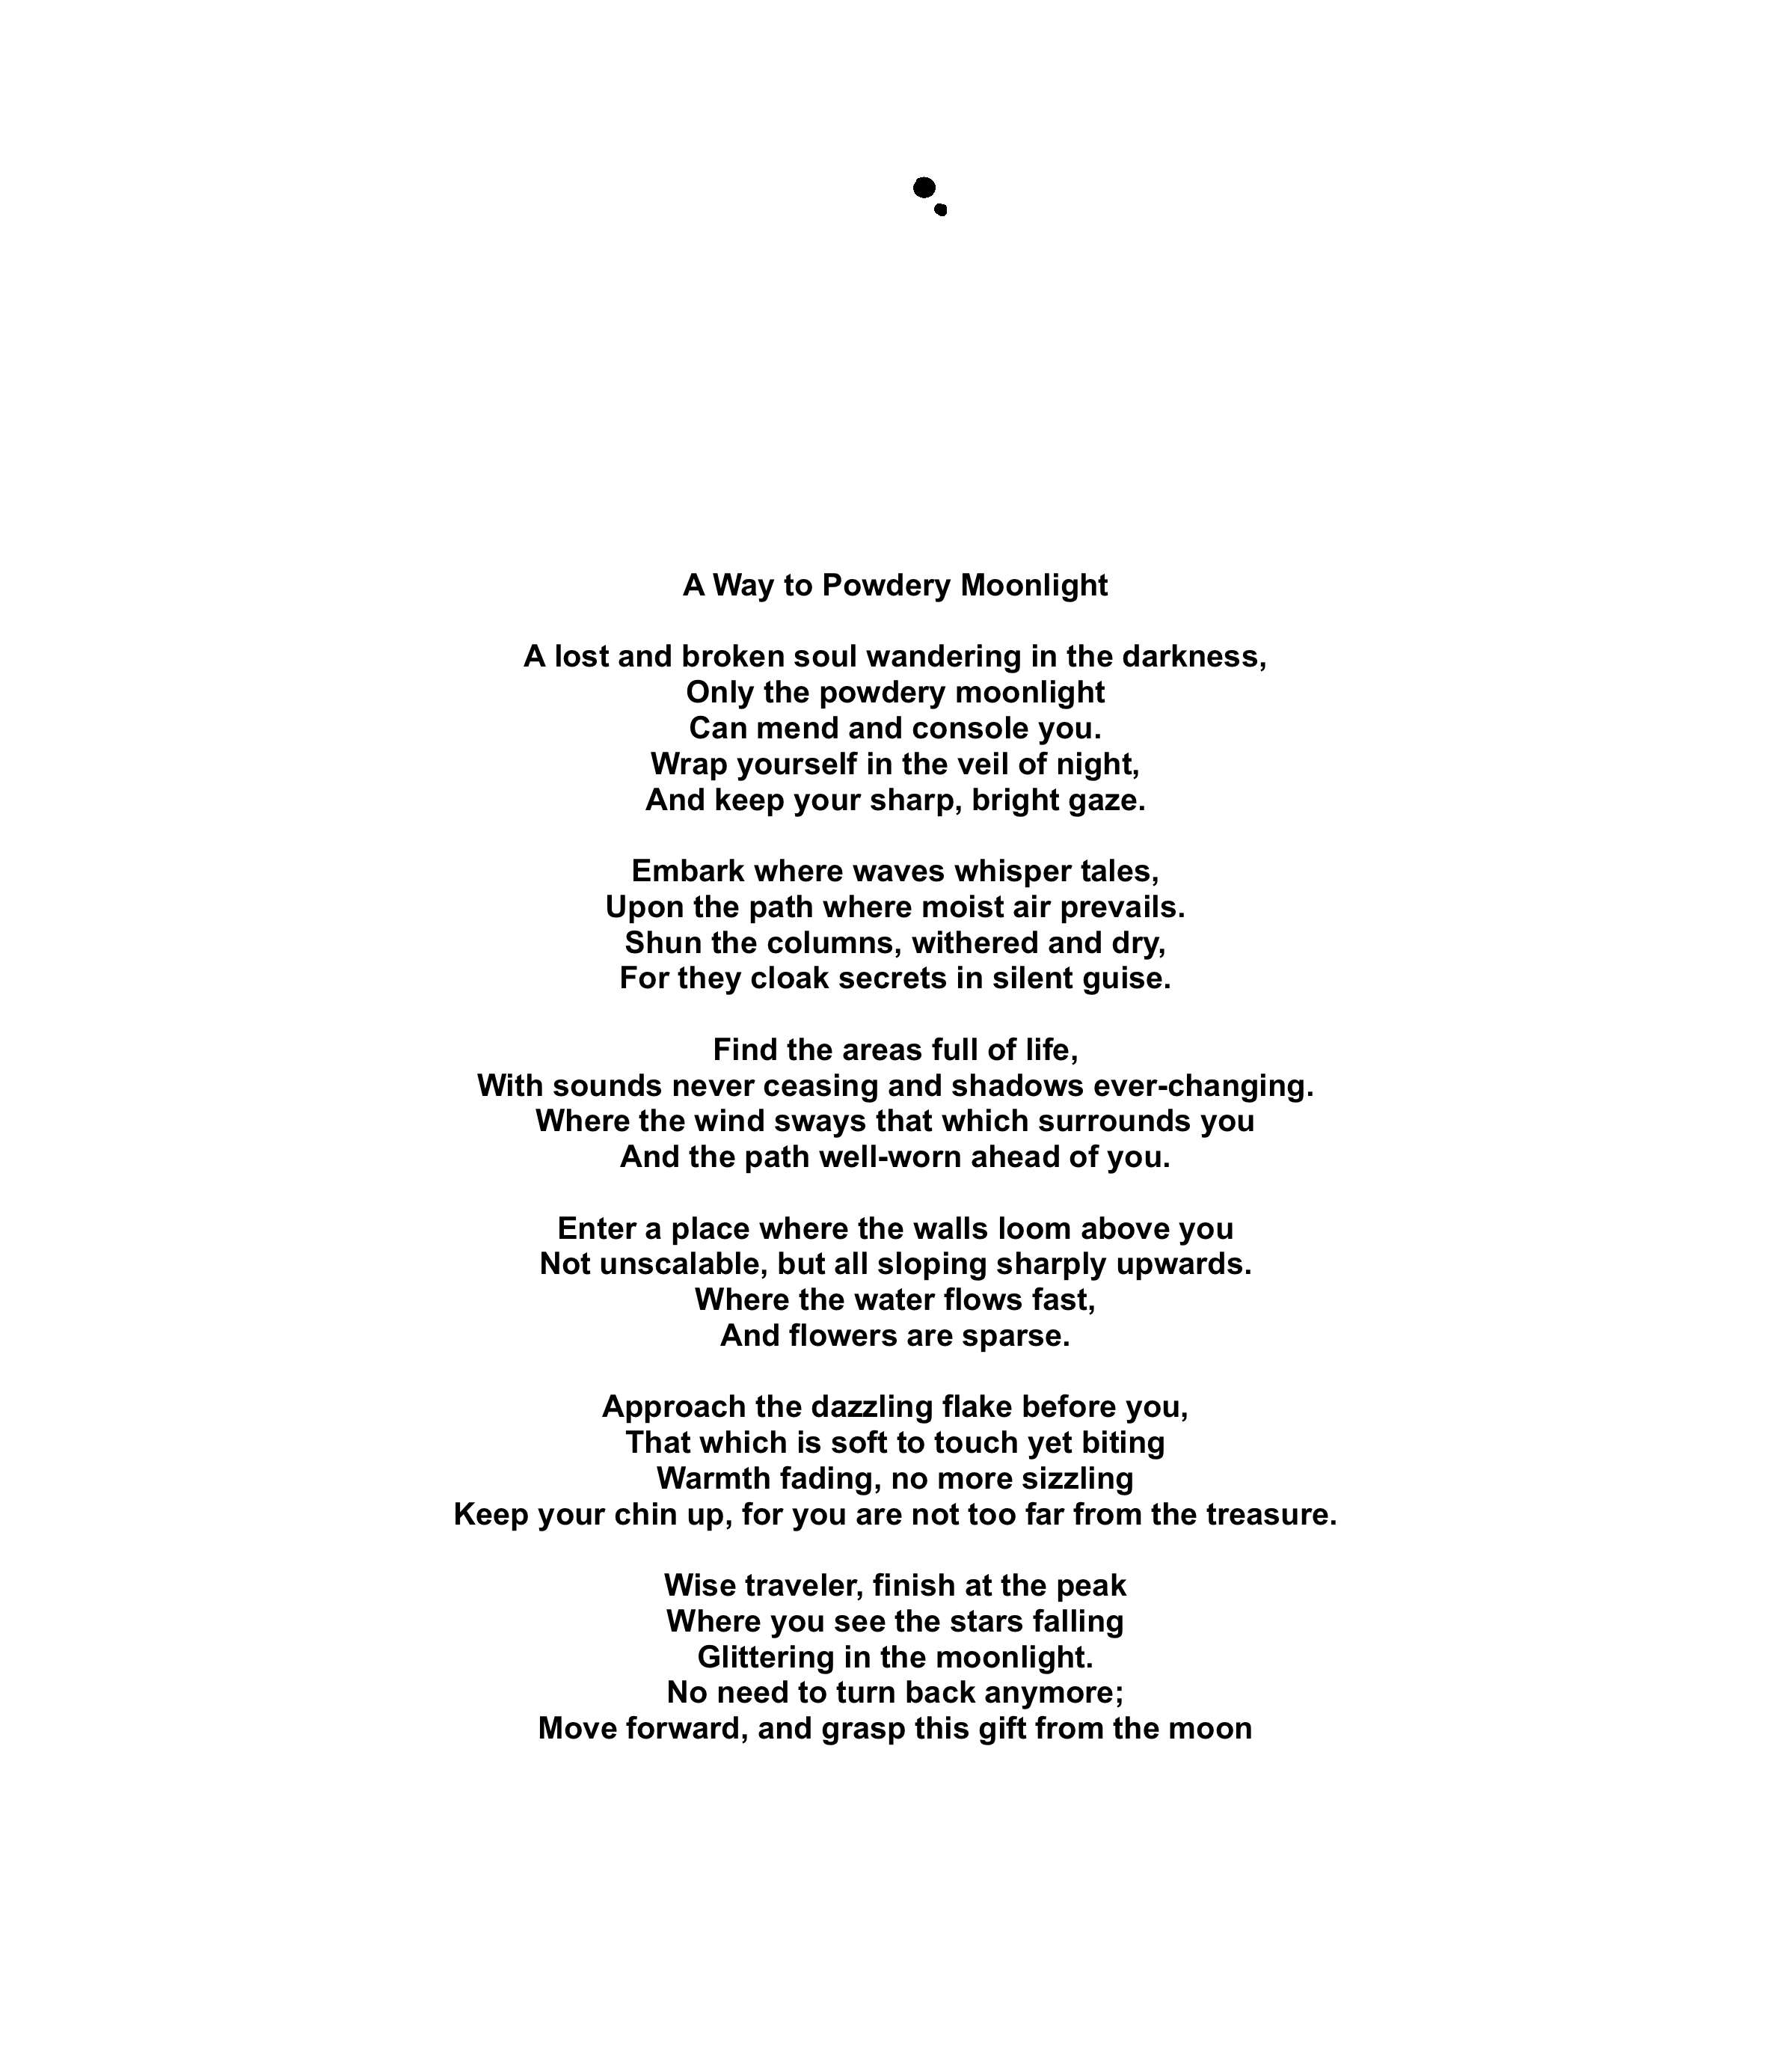 A Way to Powdery Moonlight
A lost and broken soul wandering in the darkness,
Only the powdery moonlight
Can mend and console you.
Wrap yourself in the veil of night,
And keep your sharp, bright gaze.
Embark where waves whisper tales,
Upon the path where moist air prevails.
Shun the columns, withered and dry,
For they cloak secrets in silent guise.
Find the areas full of life,
With sounds never ceasing and shadows ever-changing.
Where the wind sways that which surrounds you
And the path well-worn ahead of you.
Enter a place where the walls loom above you
Not unscalable, but all sloping sharply upwards.
Where the water flows fast,
And flowers are sparse.
Approach the dazzling flake before you,
That which is soft to touch yet biting
Warmth fading, no more sizzling
Keep your chin up, for you are not too far from the treasure.
Wise traveler, finish at the peak
Where you see the stars falling
Glittering in the moonlight.
No need to turn back anymore;
Move forward, and grasp this gift from the moon